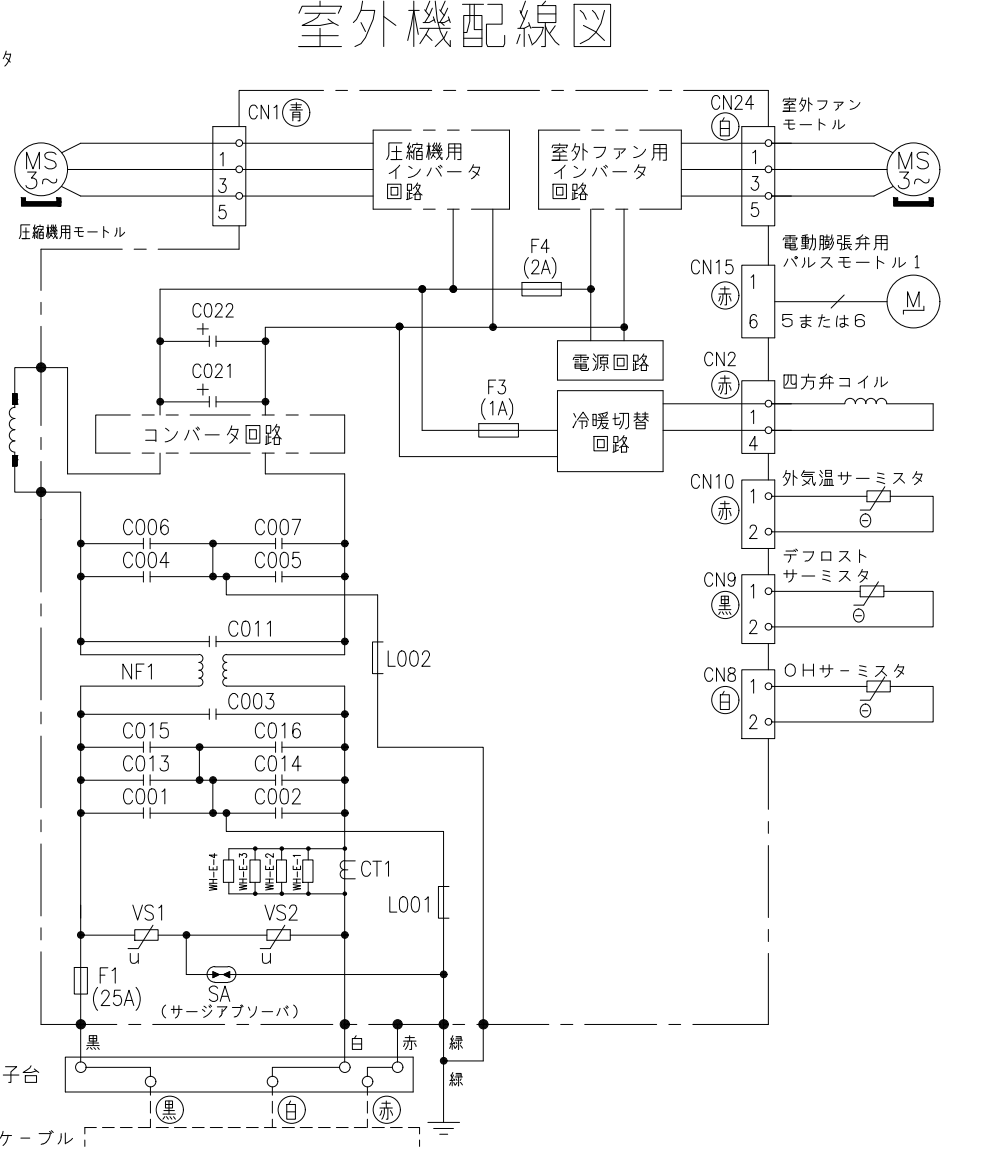 室外機配線図
タ
CN1 青
CN24
白
室外ファン
モートル
MS
3~
1
3
5
圧縮機用
インバータ
回路
室外ファン用
インバータ
回路
1
3
5
MS
3~
圧縮機用モートル
F4
(2A)
CN15
赤
1
6
電動膨張弁用
パルスモートル1
5または6
M
C022
+
C021
+
電源回路
CN2
赤
1
4
四方弁コイル
F3
(1A)
冷暖切替
回路
コンバータ回路
CN10
赤
1
2
外気温サーミスタ
θ
C006
C007
C004
C005
デフロスト
サーミスタ
CN9
黒
1
2
θ
C011
NF1
L002
CN8
白
1
2
OHサーミスタ
θ
C003
C015
C016
C013
C014
C001
C002
WH-E-4
WH-E-3
WH-E-2
WH-E-1
CT1
L001
VS1
u
VS2
u
F1
(25A)
SA
(サージアブソーバ)
黒
白
赤
緑
緑
子台
黒
白
赤
ケーブル